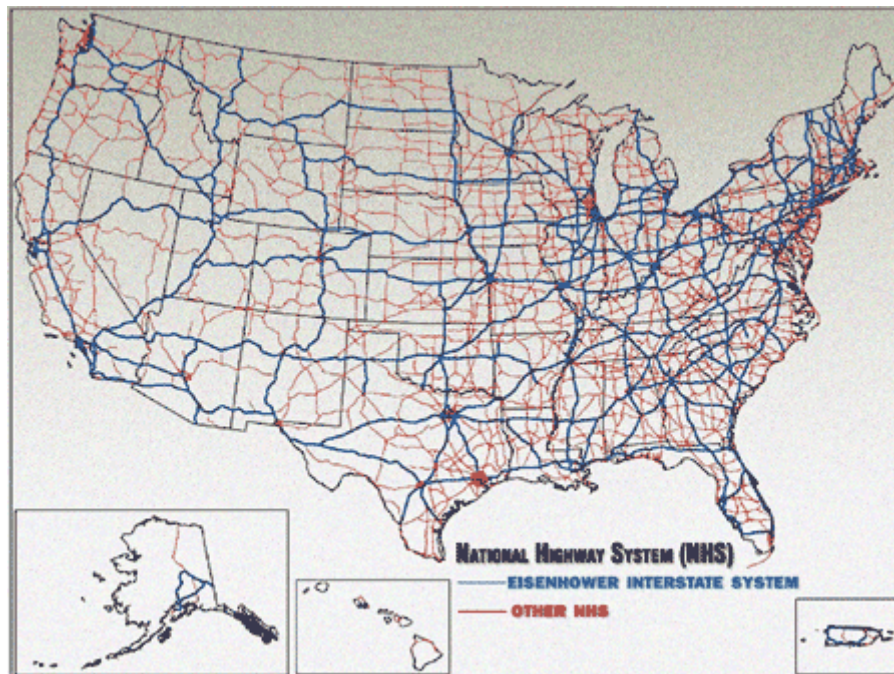 NATIONAL HIGHWAY SYSTEM (NHS)
EISENHOWER INTERSTATE SYSTEM
OTHER NHS